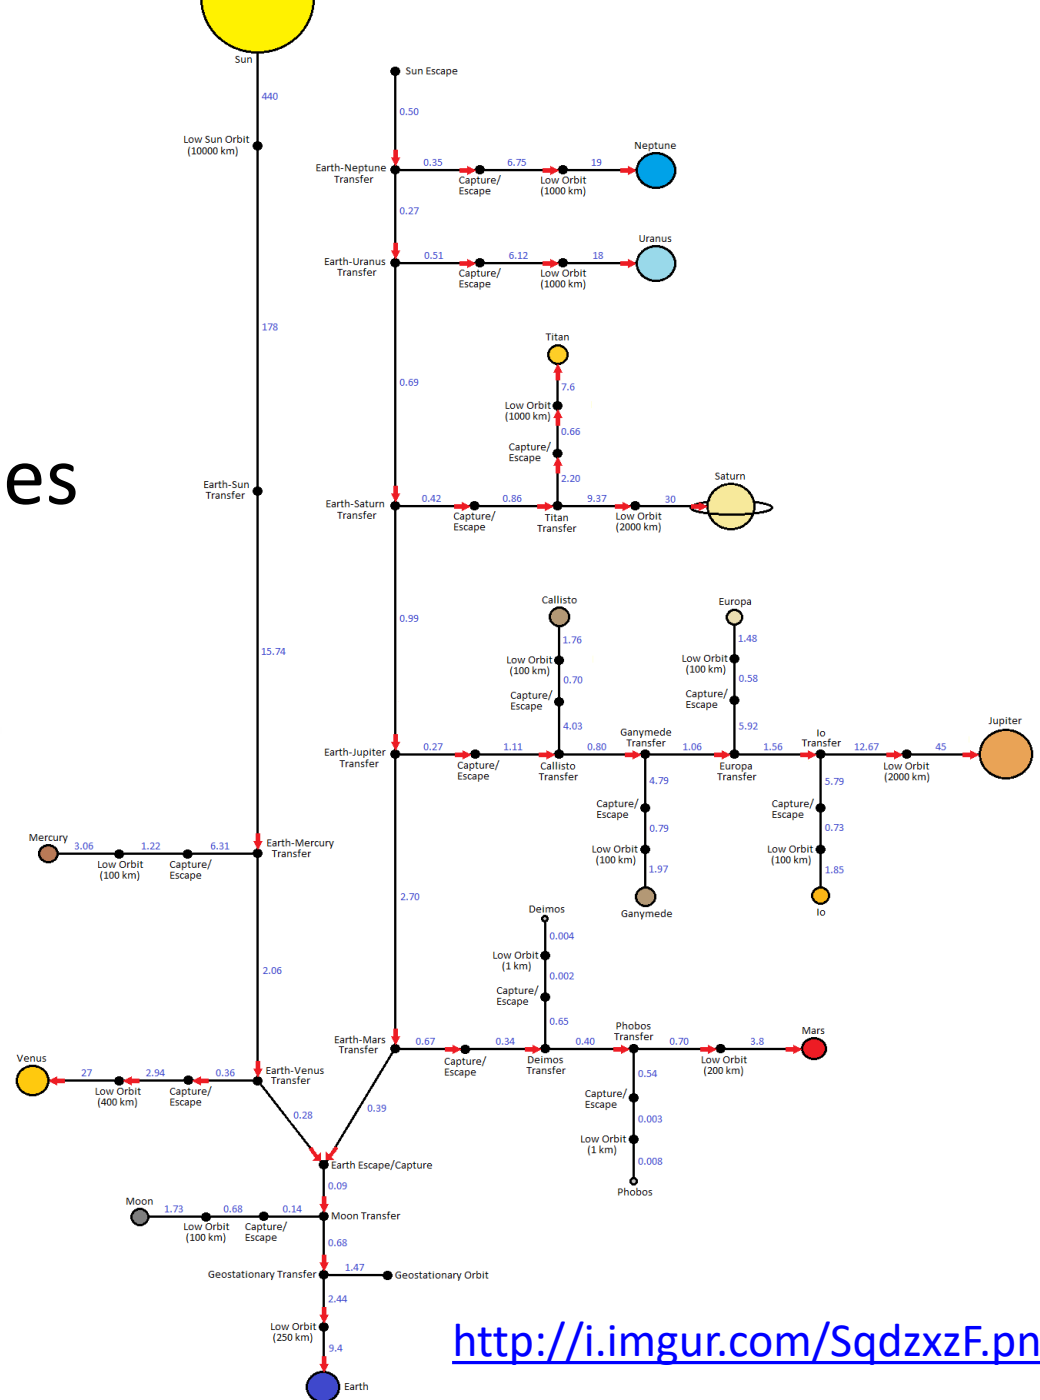 Sun
Sun Escape
440
0.50
Low Sun Orbit
(10000 km)
Neptune
Earth-Neptune
Transfer
0.35
Capture/
Escape
6.75
Low Orbit
(1000 km)
19
0.27
Uranus
Earth-Uranus
Transfer
0.51
Capture/
Escape
6.12
Low Orbit
(1000 km)
18
178
0.69
Titan
7.6
Low Orbit
(1000 km)
0.66
Capture/
Escape
2.20
es
Earth-Sun
Transfer
Saturn
Earth-Saturn
Transfer
0.42
Capture/
Escape
0.86
Titan
Transfer
9.37
Low Orbit
(2000 km)
30
15.74
0.99
Callisto
1.76
Low Orbit
(100 km)
0.70
Capture/
Escape
4.03
Europa
1.48
Low Orbit
(100 km)
0.58
Capture/
Escape
5.92
Jupiter
Earth-Jupiter
Transfer
0.27
Capture/
Escape
1.11
Callisto
Transfer
0.80
Ganymede
Transfer
1.06
Europa
Transfer
1.56
Io
Transfer
12.67
Low Orbit
(2000 km)
45
4.79
Capture/
Escape
0.79
Low Orbit
(100 km)
1.97
Ganymede
5.79
Capture/
Escape
0.73
Low Orbit
(100 km)
1.85
Io
Mercury
3.06
Low Orbit
(100 km)
1.22
Capture/
Escape
6.31
Earth-Mercury
Transfer
2.70
2.06
Deimos
0.004
Low Orbit
(1 km)
0.002
Capture/
Escape
0.65
Earth-Mars
Transfer
0.67
Capture/
Escape
0.34
Deimos
Transfer
0.40
Phobos
Transfer
0.70
Low Orbit
(200 km)
3.8
Mars
0.54
Capture/
Escape
0.003
Low Orbit
(1 km)
0.008
Phobos
Venus
27
Low Orbit
(400 km)
2.94
Capture/
Escape
0.36
Earth-Venus
Transfer
0.28
0.39
Earth Escape/Capture
0.09
Moon
1.73
Low Orbit
(100 km)
0.68
Capture/
Escape
0.14
Moon Transfer
0.68
Geostationary Transfer
1.47
Geostationary Orbit
2.44
Low Orbit
(250 km)
9.4
Earth
http://i.imgur.com/SqdzxzF.pn